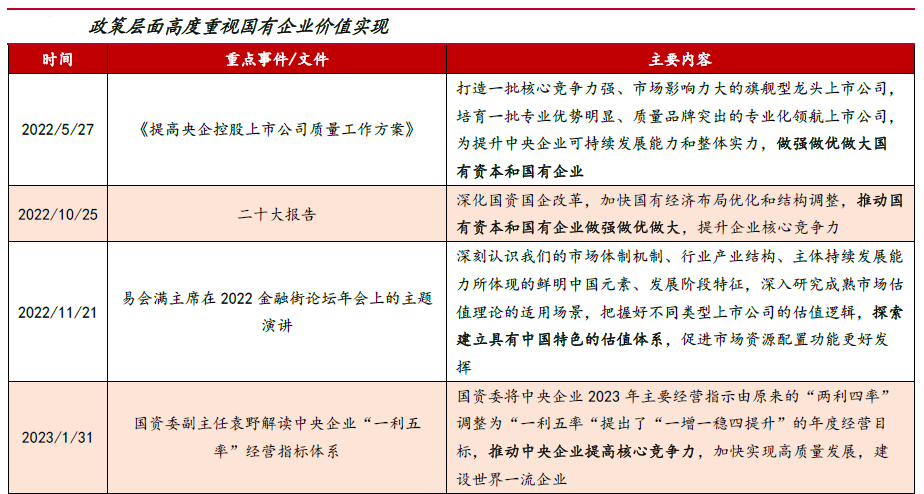 政策层面高度重视国有企业价值实现
时间
重点事件/文件
主要内容
2022/5/27
《提高央企控股上市公司质量工作方案》
打造一批核心竞争力强、市场影响力大的旗舰型龙头上市公司，
培育一批专业优势明显、质量品牌突出的专业化领航上市公司，
为提升中央企业可持续发展能力和整体实力，做强做优做大国
有资本和国有企业
2022/10/25
二十大报告
深化国资国企改革，加快国有经济布局优化和结构调整，推动国
有资本和国有企业做强做优做大，提升企业核心竞争力
2022/11/21
易会满主席在 2022 金融街论坛年会上的主题
演讲
深刻认识我们的市场体制机制、行业产业结构、主体持续发展能
力所体现的鲜明中国元素、发展阶段特征，深入研究成熟市场估
值理论的适用场景，把握好不同类型上市公司的估值逻辑，探索
建立具有中国特色的估值体系，促进市场资源配置功能更好发
挥
2023/1/31
国资委副主任袁野解读中央企业“一利五
率”经营指标体系
国资委将中央企业 2023 年主要经营指示由原来的“两利四率”
调整为“一利五率“提出了“一增一稳四提升”的年度经营目
标，推动中央企业提高核心竞争力，加快实现高质量发展，建
设世界一流企业